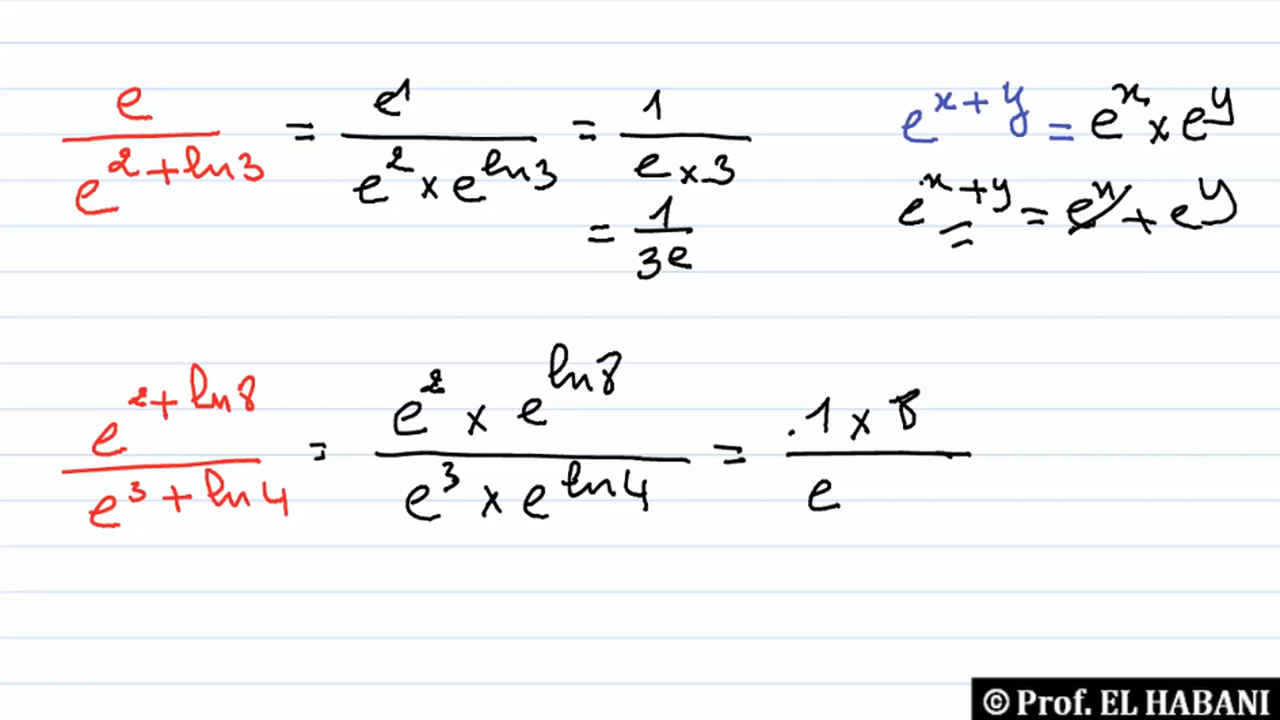 e / e^(2+ln3) = e^1 / (e^2 × e^(ln3)) = 1 / (e × 3)
= 1 / 3e
e^(x+y) = e^x × e^y
e^(x+y) = e^x + e^y
e^(2+ln8) / e^(3+ln4) = (e^2 × e^(ln8)) / (e^3 × e^(ln4)) = (.1 × 8) / e
© Prof. EL HABANI